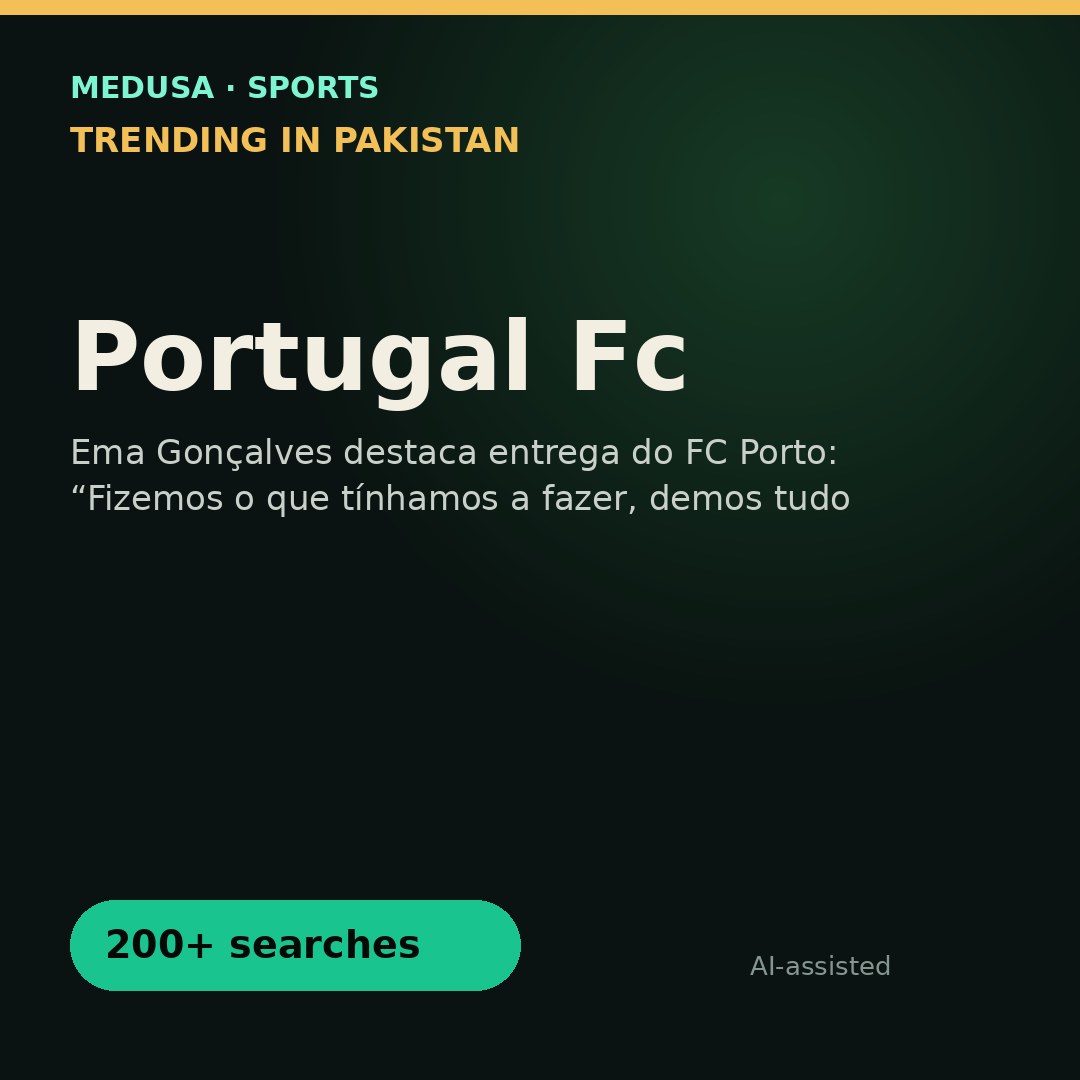 MEDUSA · SPORTS
TRENDING IN PAKISTAN
Portugal Fc
Ema Gonçalves destaca entrega do FC Porto:
“Fizemos o que tínhamos a fazer, demos tudo
200+ searches
AI-assisted